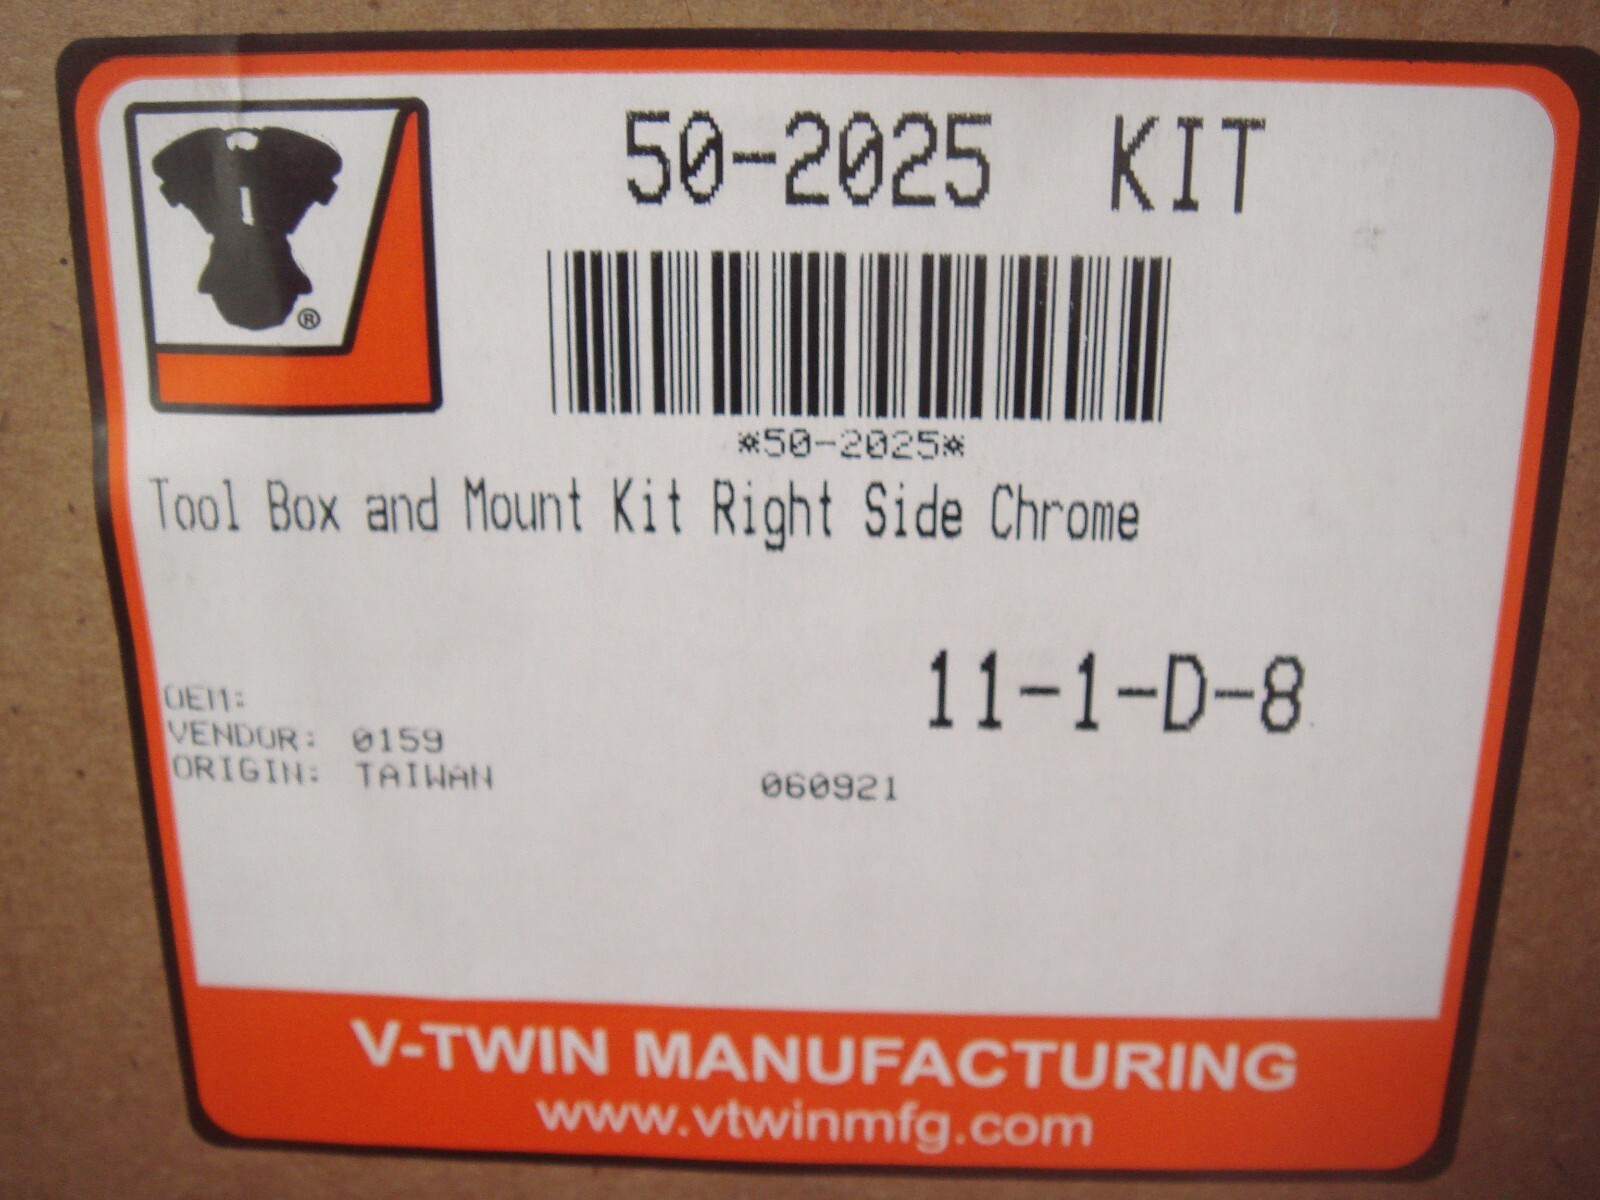 50-2025 KIT
®
*50-2025*
Tool Box and Mount Kit Right Side Chrome
11-1-D-8
OEM:
VENDOR: 0159
ORIGIN: TAIWAN 060921
V-TWIN MANUFACTURING
www.vtwinmfg.com